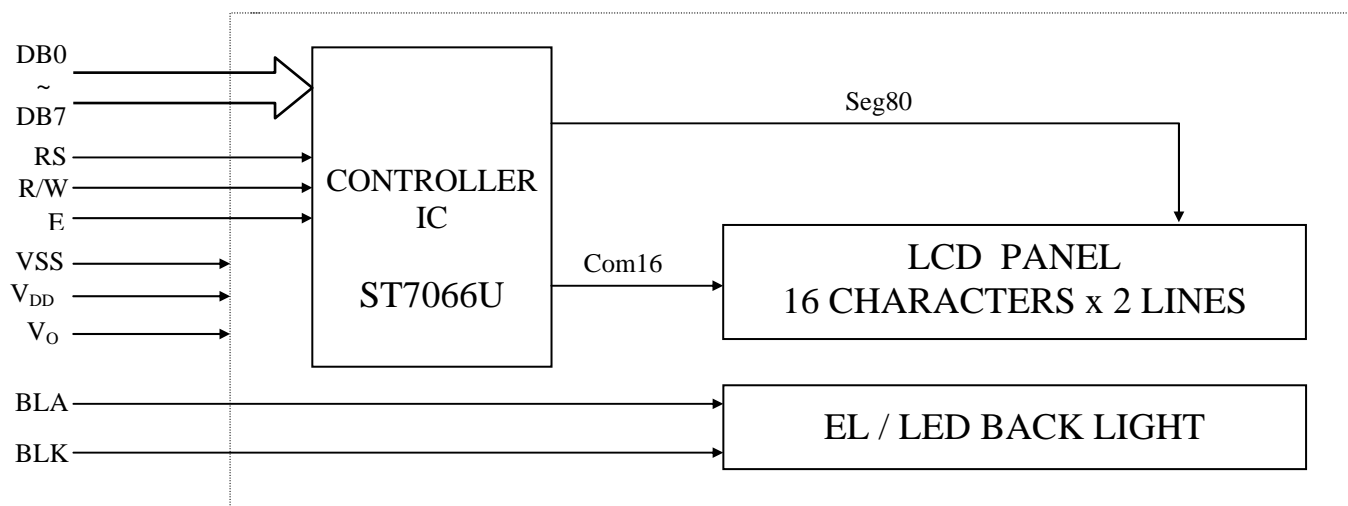 DB0
~
DB7
RS
R/W
E
VSS
VDD
VO
BLA
BLK
CONTROLLER
IC
ST7066U
Seg80
Com16
LCD PANEL
16 CHARACTERS x 2 LINES
EL / LED BACK LIGHT